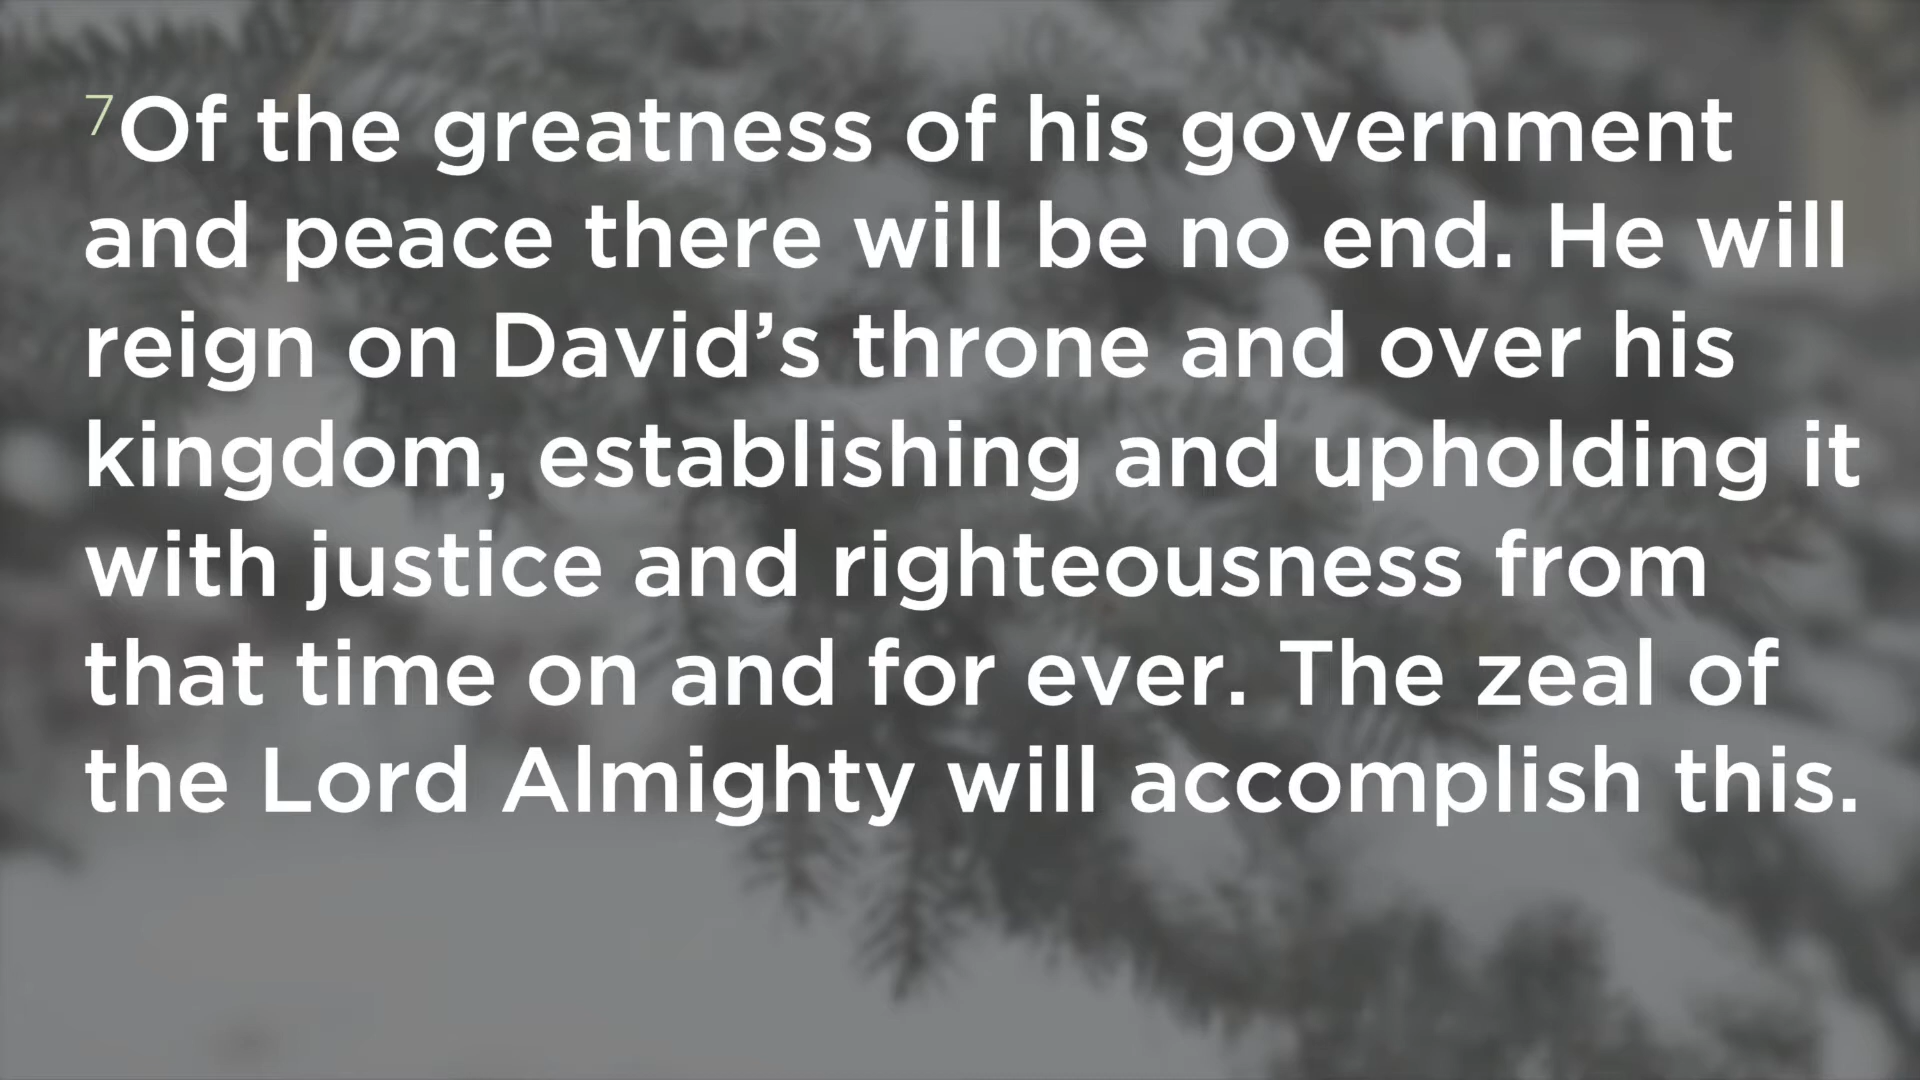 7Of the greatness of his government
and peace there will be no end. He will
reign on David’s throne and over his
kingdom, establishing and upholding it
with justice and righteousness from
that time on and for ever. The zeal of
the Lord Almighty will accomplish this.